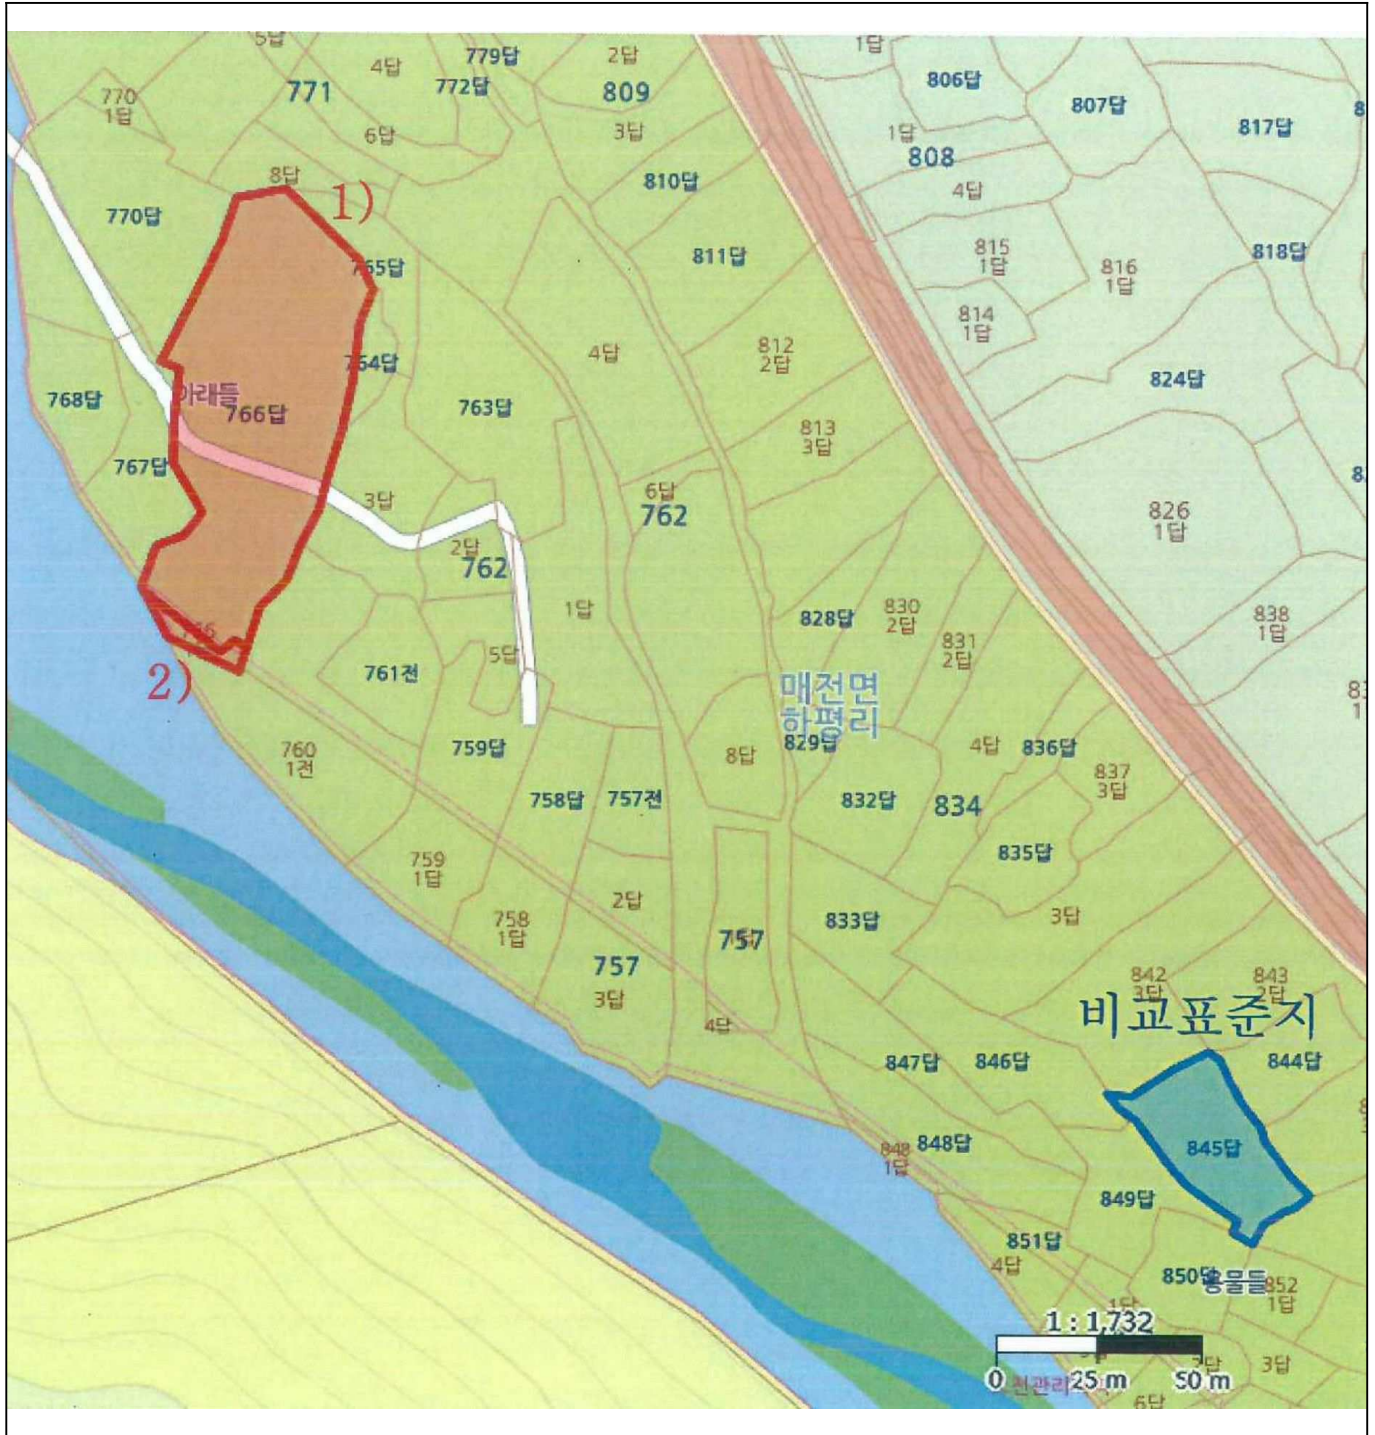 5답
779답
2답
1답
4답
771
772답
809
806답
807답
770
1답
817답
6답
3답
1답
808
8답
1)
810답
4답
770답
765답
811답
815
1답
816
1답
818답
814
1답
764답
4답
812
2답
824답
768답
아래들
766답
763답
813
3답
767답
3답
6답
762
826
1답
2답
762
1답
828답
830
2답
838
1답
831
2답
5답
2)
761전
매전면
하평리
829답
760
1전
759답
8답
4답
836답
837
3답
758답
757전
832답
834
835답
759
1답
2답
758
1답
833답
3답
757
757
3답
4답
842
3답
843
2답
비교표준지
847답
846답
844답
848
1답
848답
845답
849답
851답
4답
850답
용물들
852
1답
1답
1 : 1,732
2답
3답
0
25 m
50 m
6답